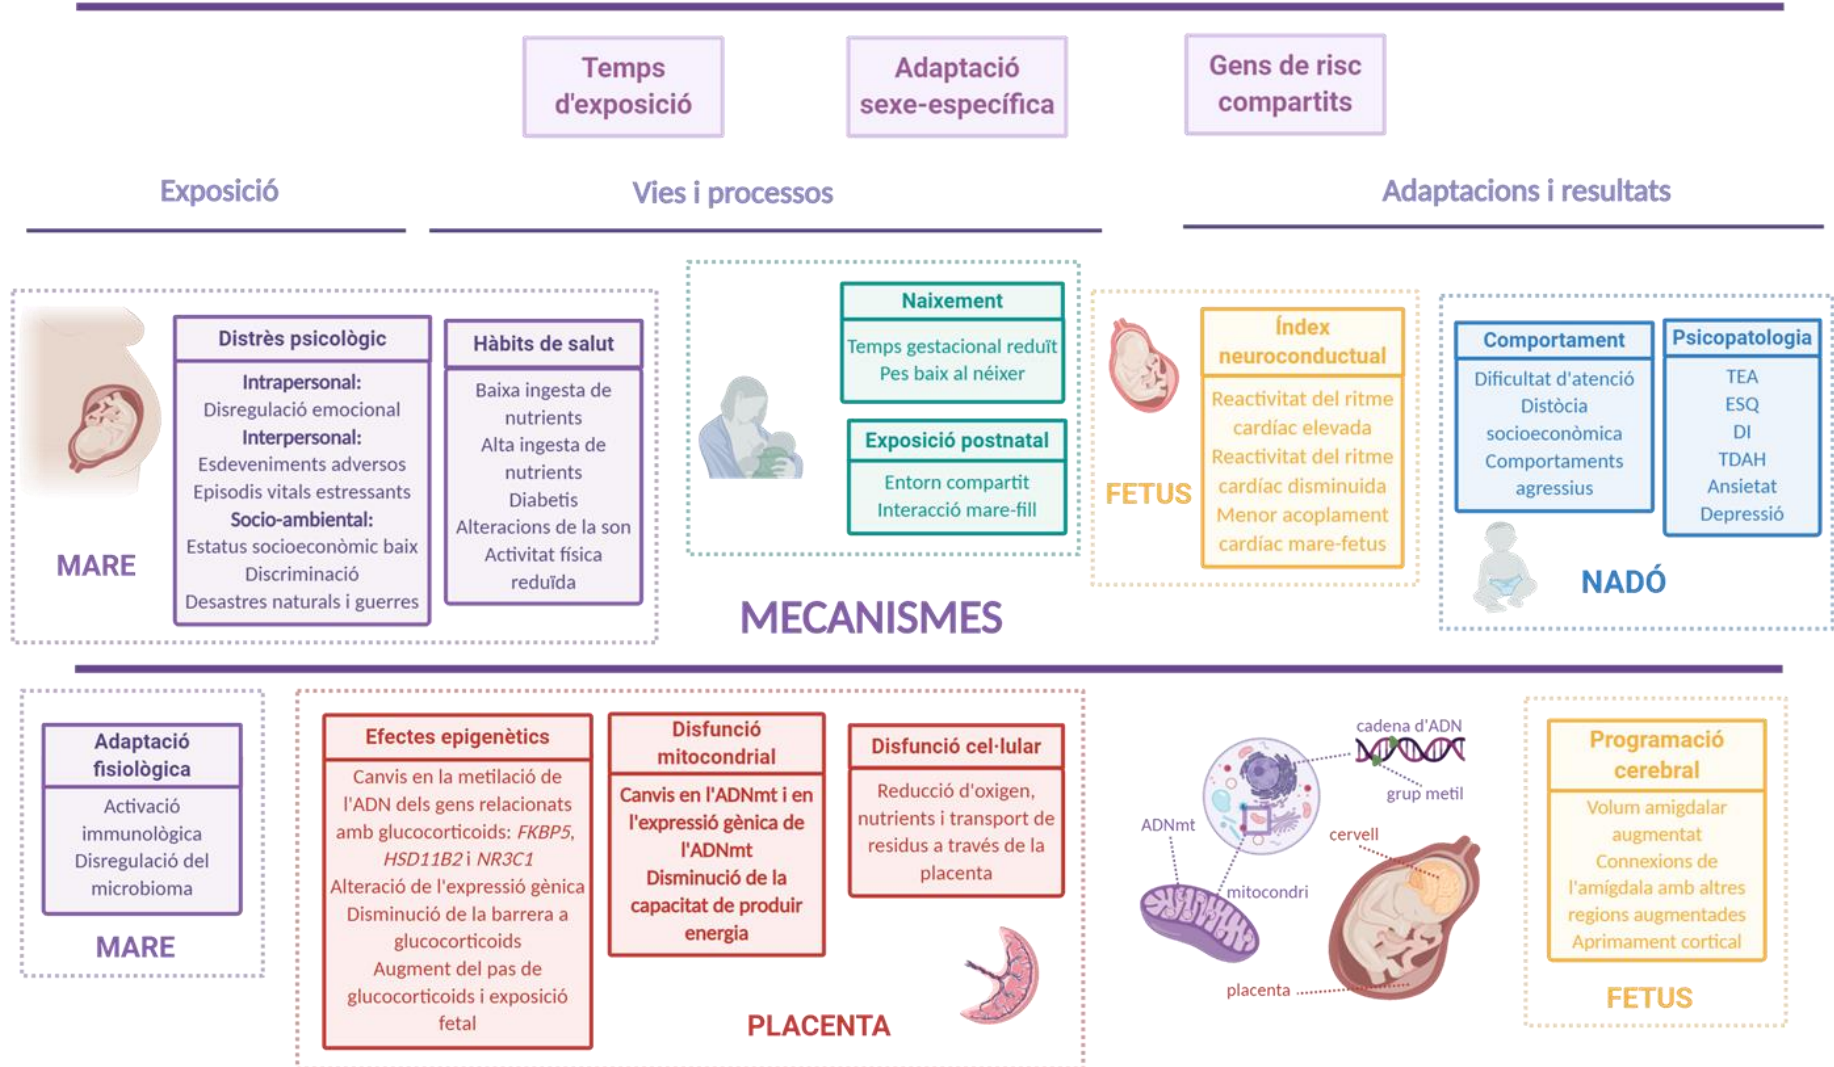 Temps
d'exposició
Adaptació
sexe-específica
Gens de risc
compartits
Exposició
Vies i processos
Adaptacions i resultats
MARE
Distrès psicològic
Intrapersonal:
Disregulació emocional
Interpersonal:
Esdeveniments adversos
Episodis vitals estressants
Socio-ambiental:
Estatus socioeconòmic baix
Discriminació
Desastres naturals i guerres
Hàbits de salut
Baixa ingesta de
nutrients
Alta ingesta de
nutrients
Diabetis
Alteracions de la son
Activitat física
reduïda
Naixement
Temps gestacional reduït
Pes baix al néixer
Exposició postnatal
Entorn compartit
Interacció mare-fill
FETUS
Índex
neuroconductual
Reactivitat del ritme
cardíac elevada
Reactivitat del ritme
cardíac disminuida
Menor acoplament
cardíac mare-fetus
Comportament
Dificultat d'atenció
Distòcia
socioeconòmica
Comportaments
agressius
Psicopatologia
TEA
ESQ
DI
TDAH
Ansietat
Depressió
NADÓ
MECANISMES
Adaptació
fisiològica
Activació
immunològica
Disregulació del
microbioma
MARE
Efectes epigenètics
Canvis en la metilació de
l'ADN dels gens relacionats
amb glucocorticoids: FKBP5,
HSD11B2 i NR3C1
Alteració de l'expressió gènica
Disminució de la barrera a
glucocorticoids
Augment del pas de
glucocorticoids i exposició
fetal
Disfunció
mitocondrial
Canvis en l'ADNmt i en
l'expressió gènica de
l'ADNmt
Disminució de la
capacitat de produir
energia
Disfunció cel·lular
Reducció d'oxigen,
nutrients i transport de
residus a través de la
placenta
PLACENTA
cadena d'ADN
grup metil
ADNmt
mitocondri
cervell
placenta
Programació
cerebral
Volum amigdalar
augmentat
Connexions de
l'amígdala amb altres
regions augmentades
Aprimament cortical
FETUS